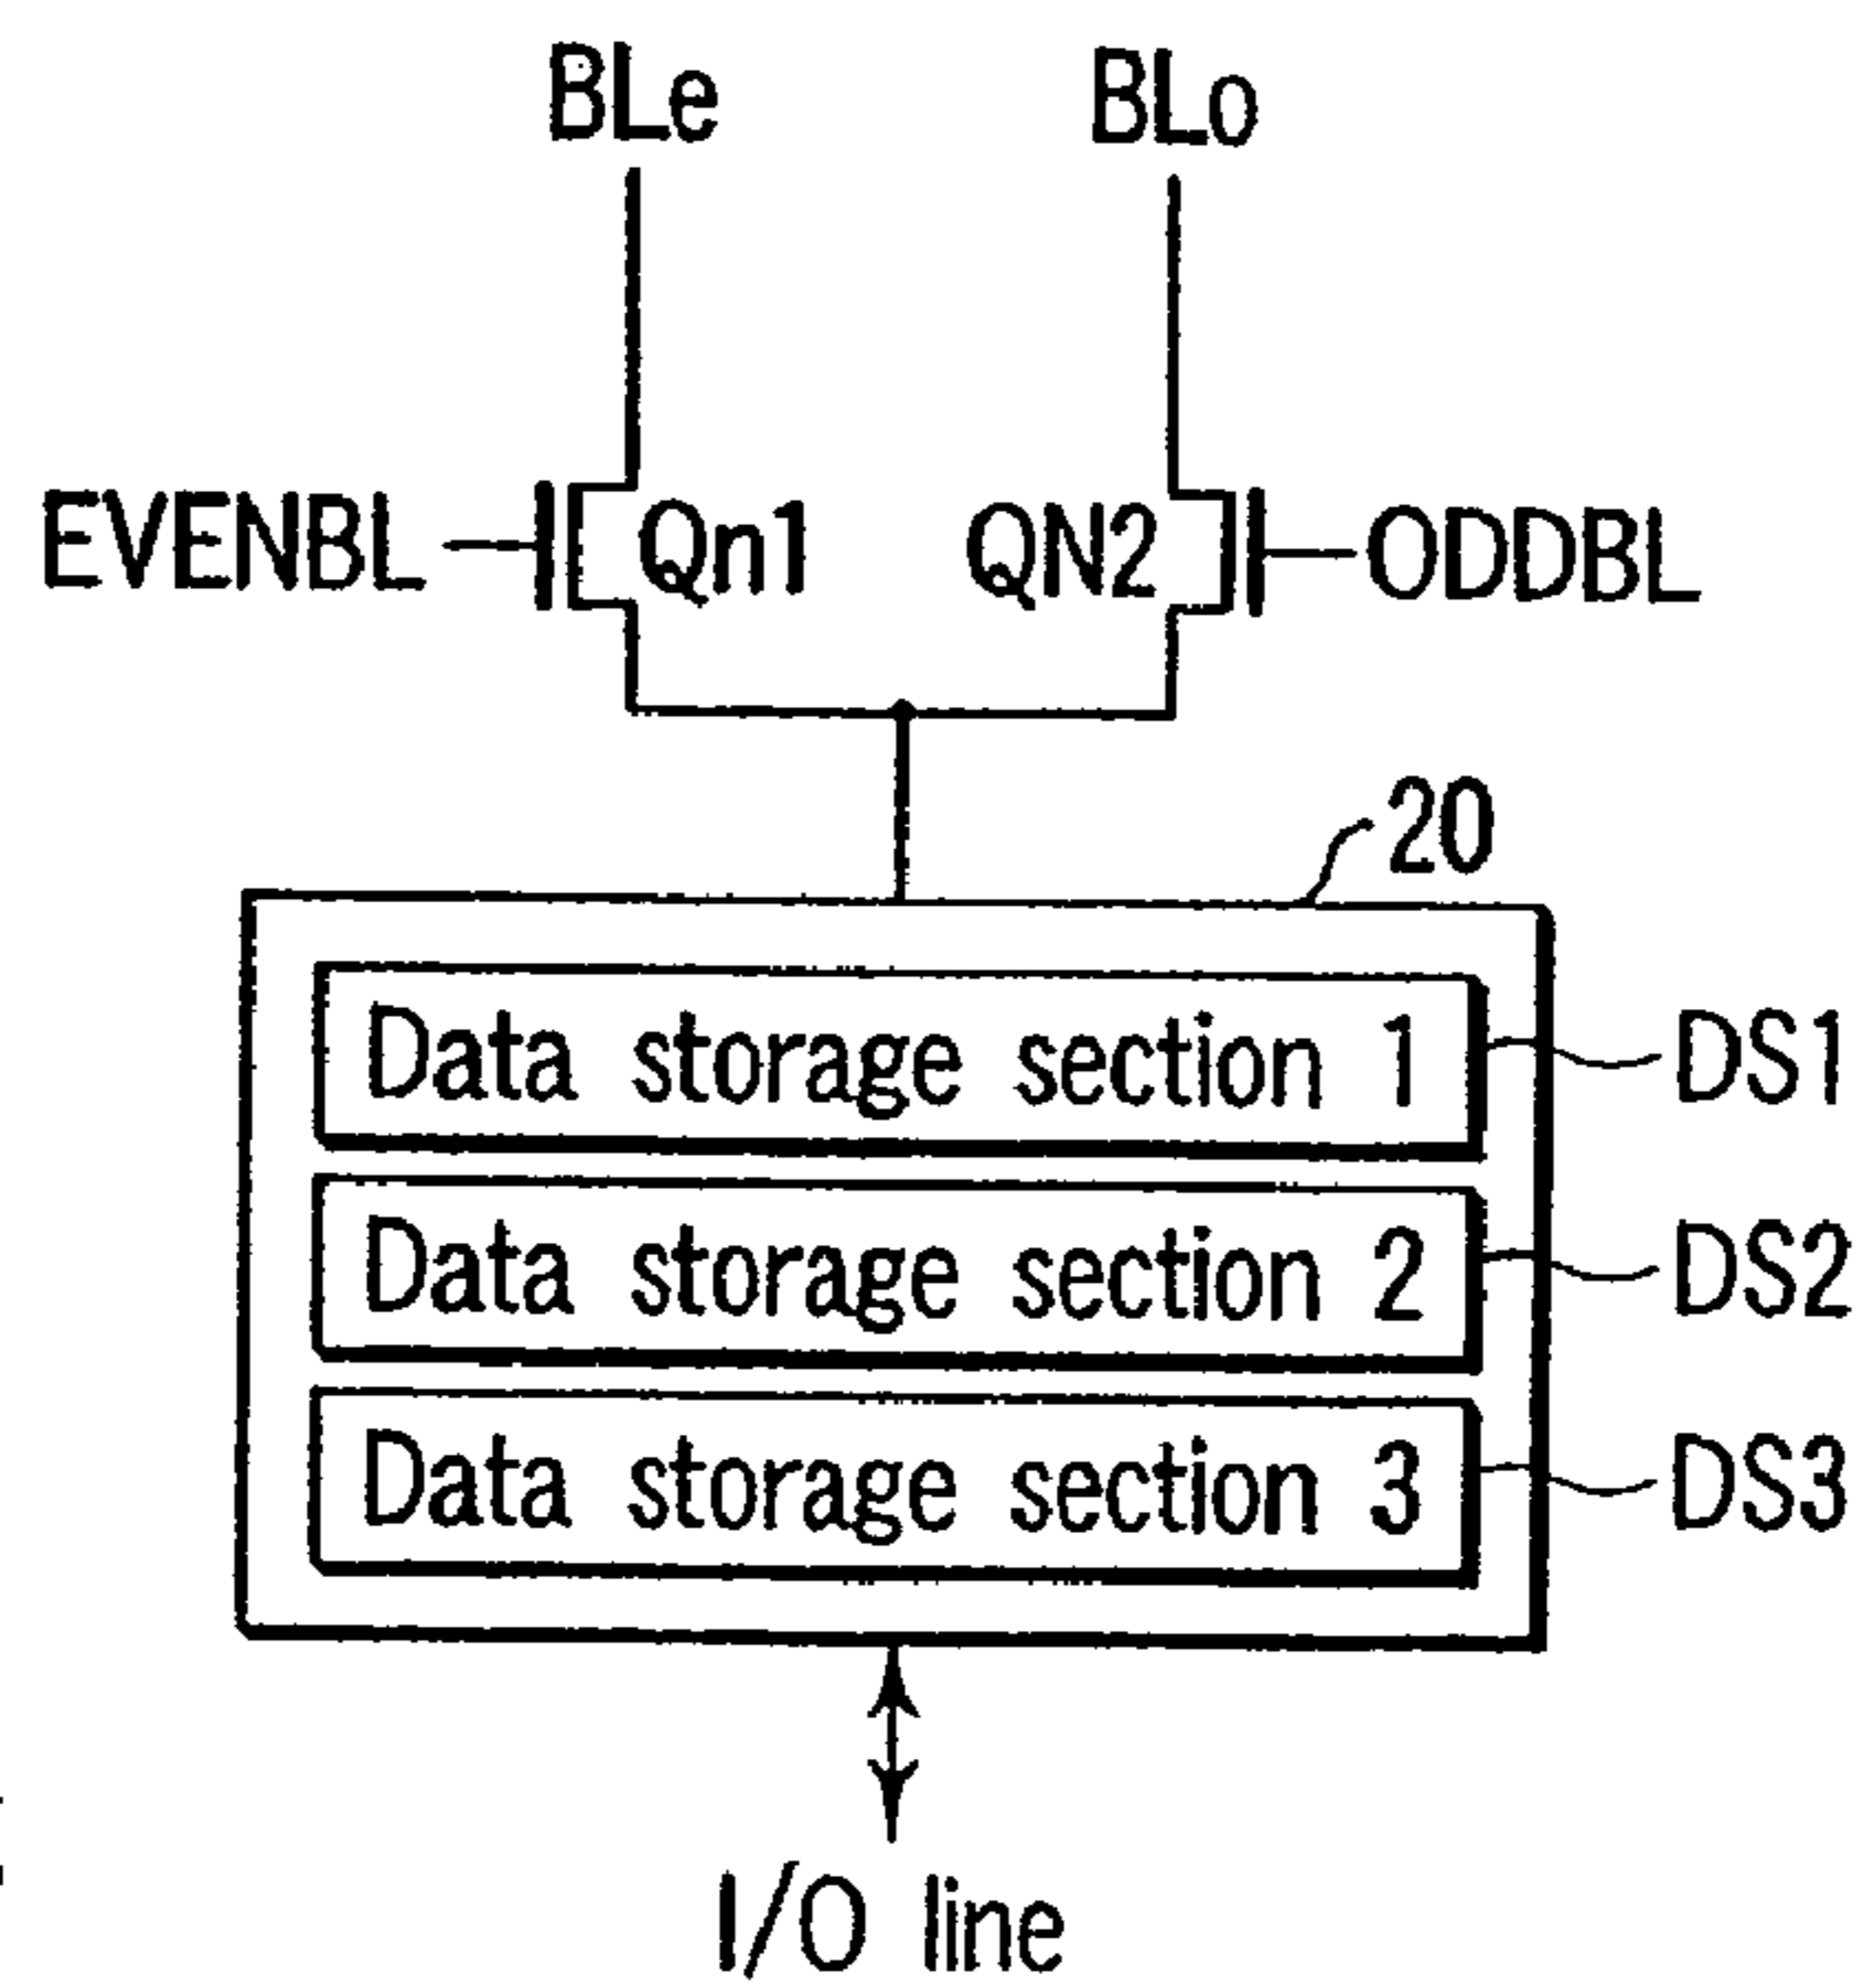 BLe BLo
EVENBL Qn1 QN2 ODDBL
20
Data storage section 1 DS1
Data storage section 2 DS2
Data storage section 3 DS3
I/O line